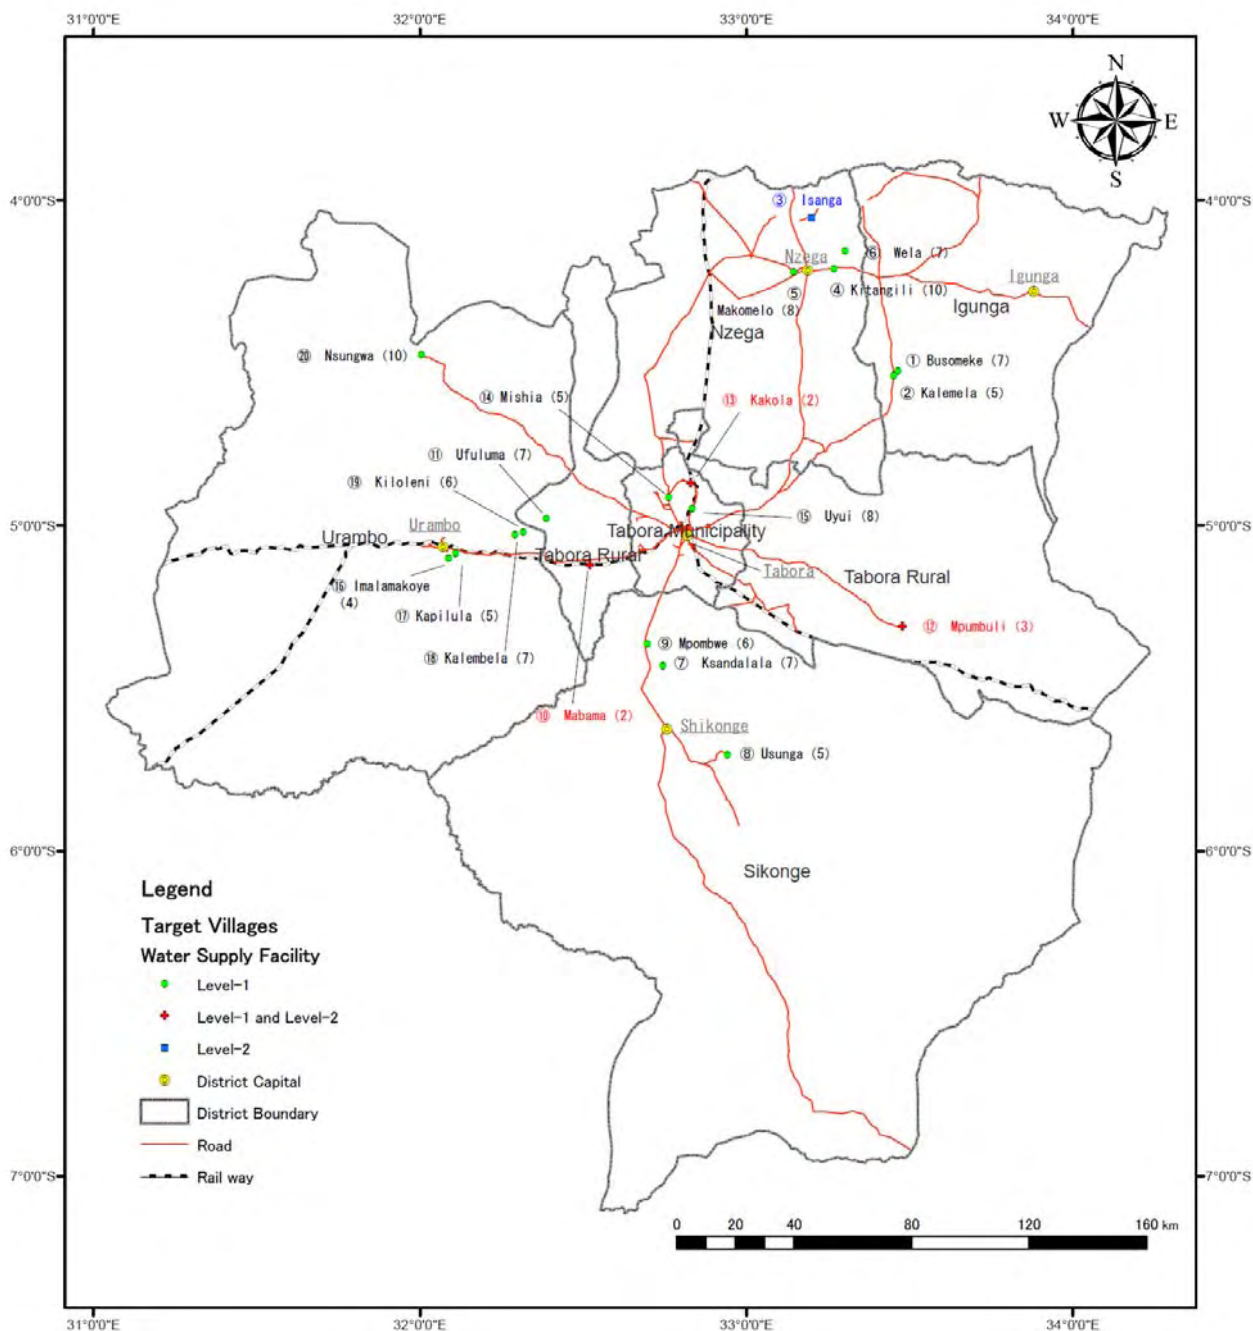 31°0'0"E 32°0'0"E 33°0'0"E 34°0'0"E
N
W E
S
4°0'0"S 4°0'0"S
③ Isanga
⑥ Wela (7)
Nzega
④ Kitangili (10)
Igunga
Igunga
⑤
Makomelo (8)
Nzega
⑳ Nsungwa (10)
① Busomeke (7)
② Kalemela (5)
⑭ Mishia (5)
⑬ Kakola (2)
⑪ Ufuluma (7)
⑲ Kiloleni (6)
⑮ Uyui (8)
5°0'0"S 5°0'0"S
Urambo
Urambo
Tabora Municipality
Tabora Rural
Tabora
Tabora Rural
⑯ Imalamakoye
(4)
⑰ Kapilula (5)
⑱ Kalembela (7)
⑫ Mpumbuli (3)
⑨ Mpombwe (6)
⑦ Ksandalala (7)
⑩ Mabama (2)
Shikonge
⑧ Usunga (5)
6°0'0"S 6°0'0"S
Sikonge
Legend
Target Villages
Water Supply Facility
Level-1
Level-1 and Level-2
Level-2
District Capital
District Boundary
Road
Rail way
7°0'0"S 7°0'0"S
0 20 40 80 120 160 km
31°0'0"E 32°0'0"E 33°0'0"E 34°0'0"E